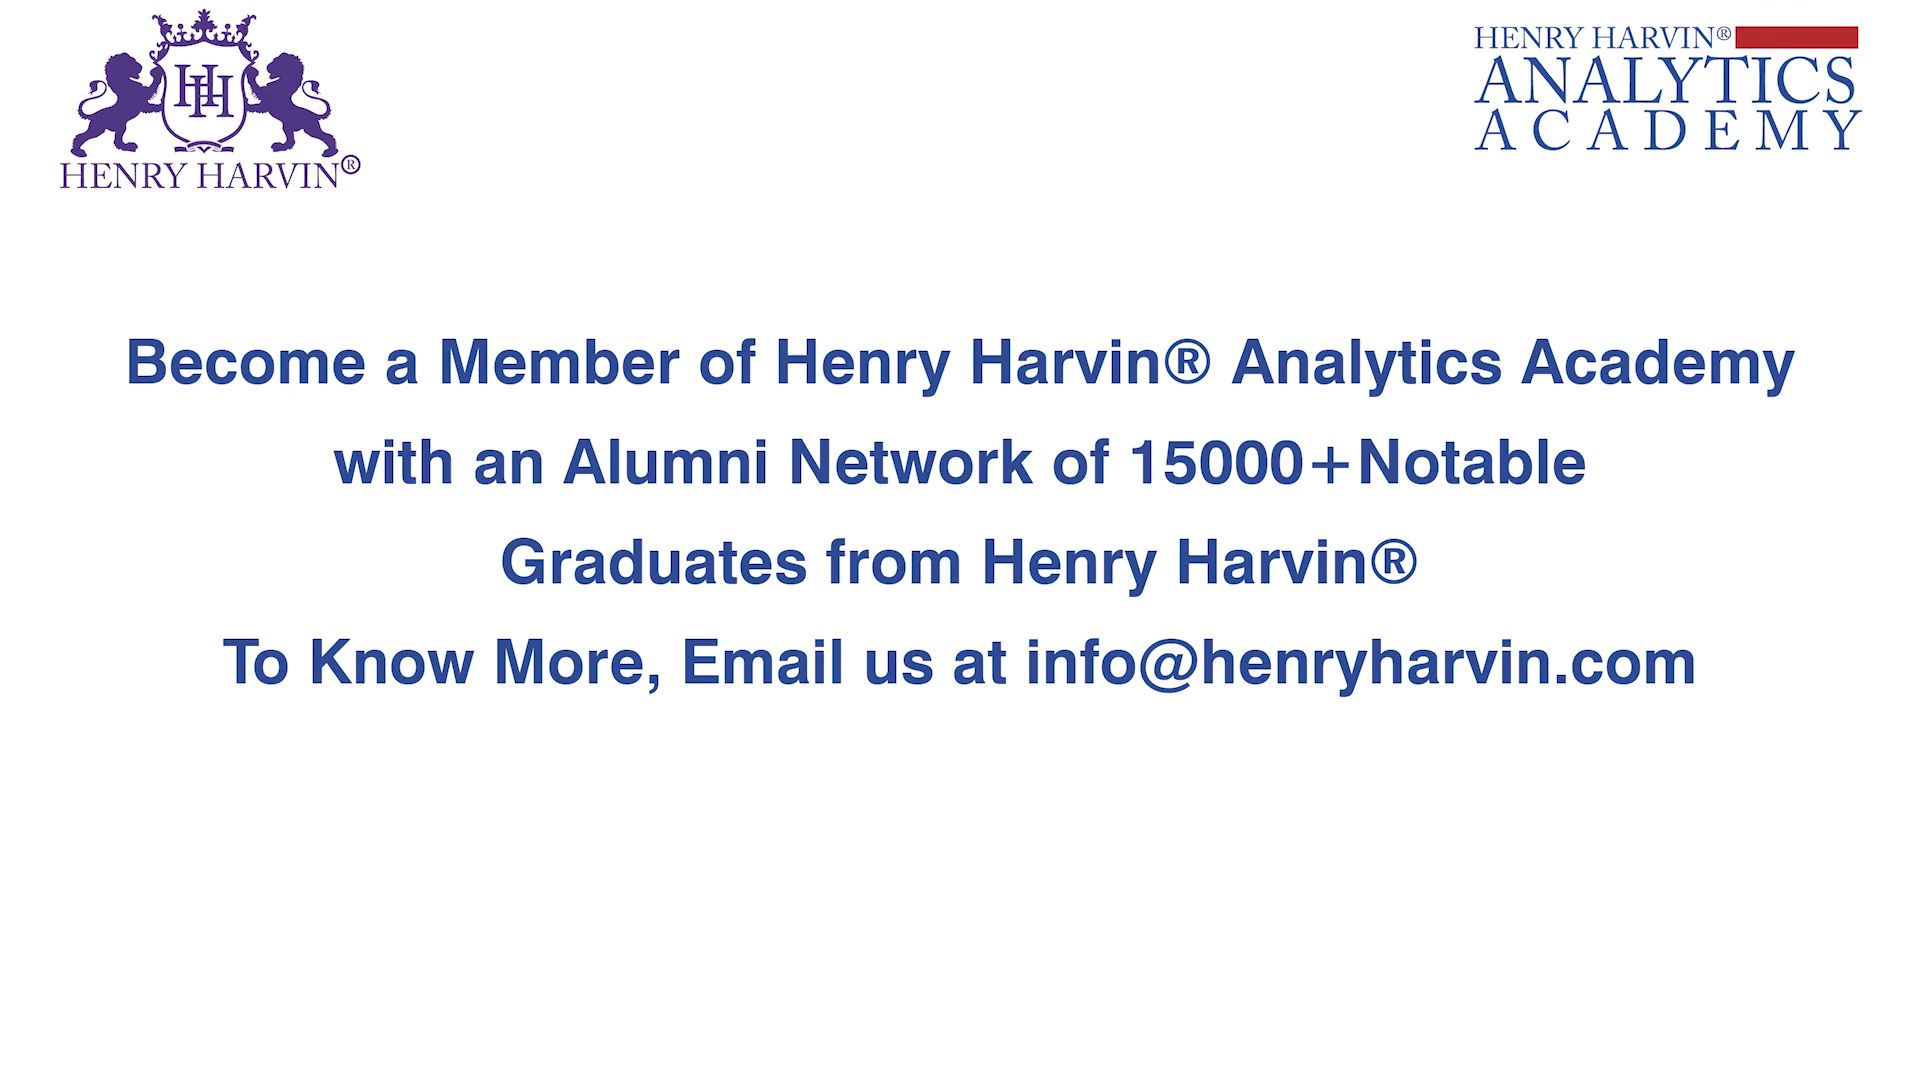 HH
HENRY HARVIN®
HENRY HARVIN®
ANALYTICS
ACADEMY
Become a Member of Henry Harvin® Analytics Academy
with an Alumni Network of 15000+Notable
Graduates from Henry Harvin®
To Know More, Email us at info@henryharvin.com